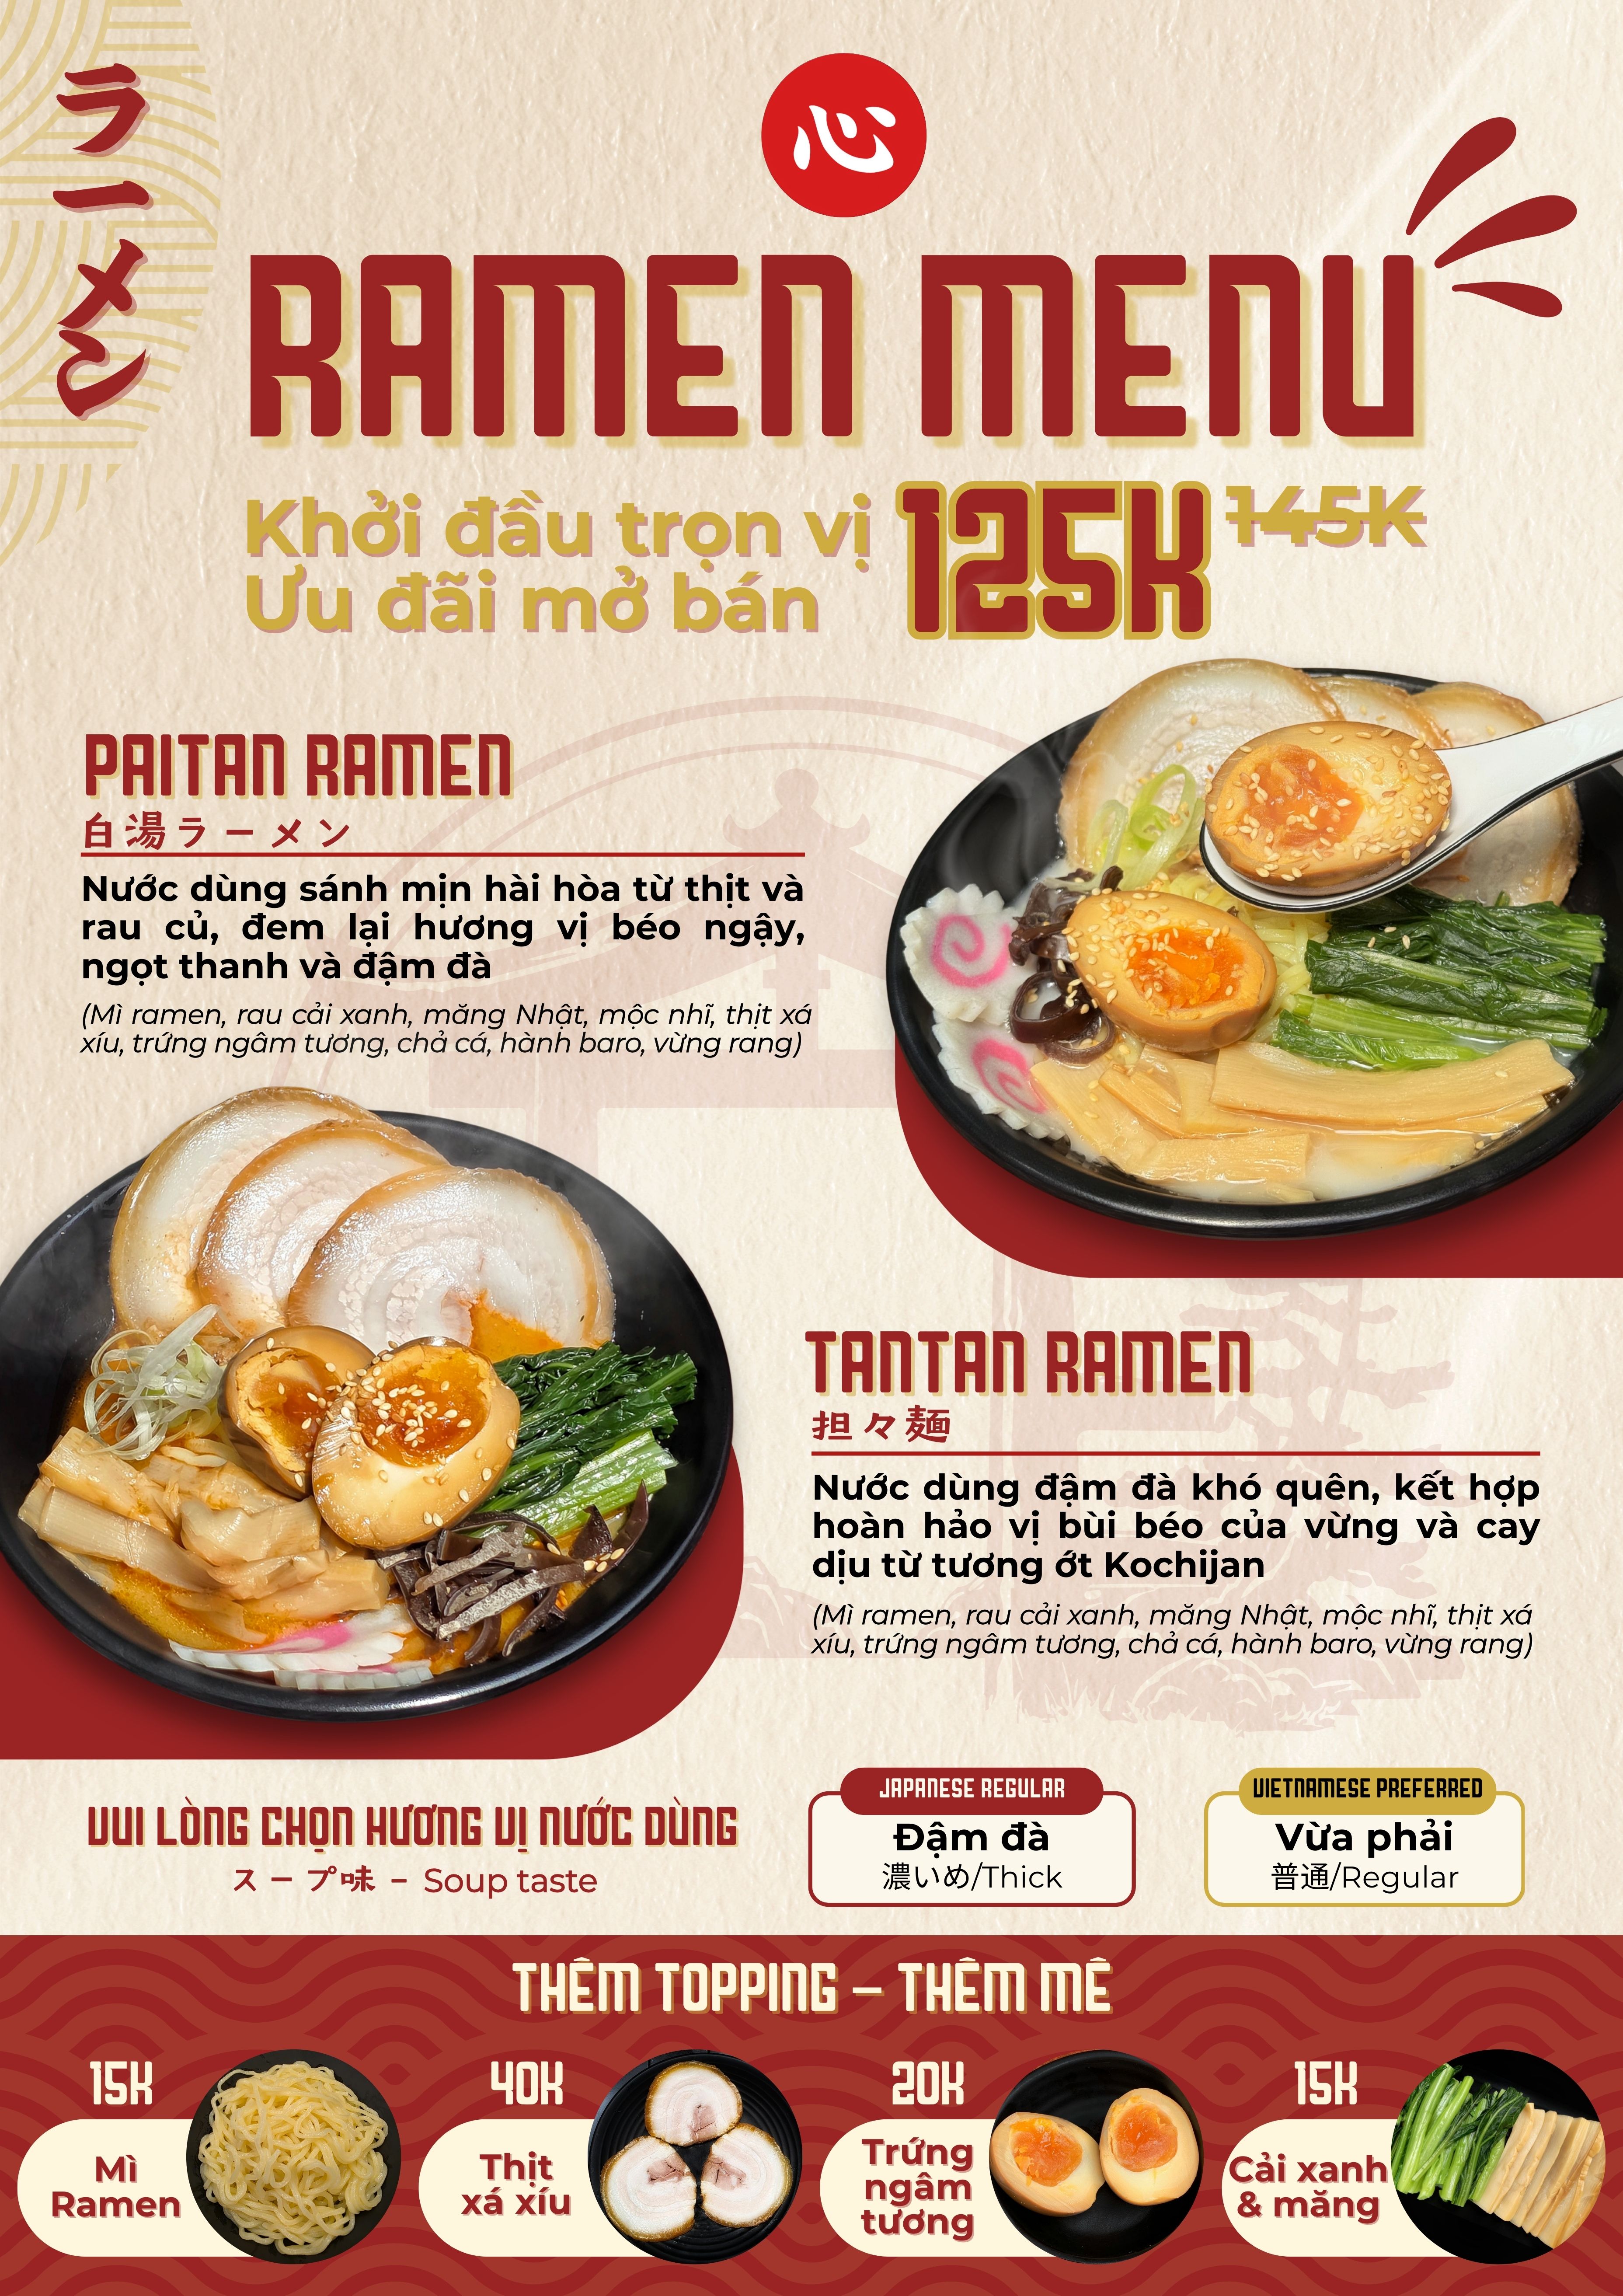 ラーメン
心
RAMEN MENU
Khởi đầu trọn vị
Ưu đãi mở bán
125K
145K
PAITAN RAMEN
白湯ラーメン
Nước dùng sánh mịn hài hòa từ thịt và
rau củ, đem lại hương vị béo ngậy,
ngọt thanh và đậm đà
(Mì ramen, rau cải xanh, măng Nhật, mộc nhĩ, thịt xá
xíu, trứng ngâm tương, chả cá, hành baro, vừng rang)
TANTAN RAMEN
担々麺
Nước dùng đậm đà khó quên, kết hợp
hoàn hảo vị bùi béo của vừng và cay
dịu từ tương ớt Kochijan
(Mì ramen, rau cải xanh, măng Nhật, mộc nhĩ, thịt xá
xíu, trứng ngâm tương, chả cá, hành baro, vừng rang)
VUI LÒNG CHỌN HƯƠNG VỊ NƯỚC DÙNG
スープ味 - Soup taste
JAPANESE REGULAR
Đậm đà
濃いめ/Thick
VIETNAMESE PREFERRED
Vừa phải
普通/Regular
THÊM TOPPING – THÊM MÊ
15K
Mì
Ramen
40K
Thịt
xá xíu
20K
Trứng
ngâm
tương
15K
Cải xanh
& măng